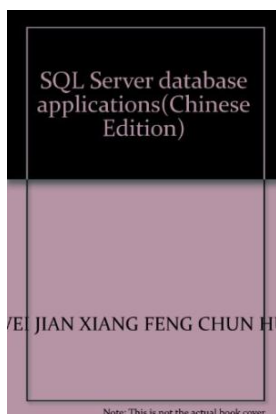 SQL Server database
applications(Chinese
Edition)
JIAN XIANG FENG CHUN
Note: This is not the actual book cover